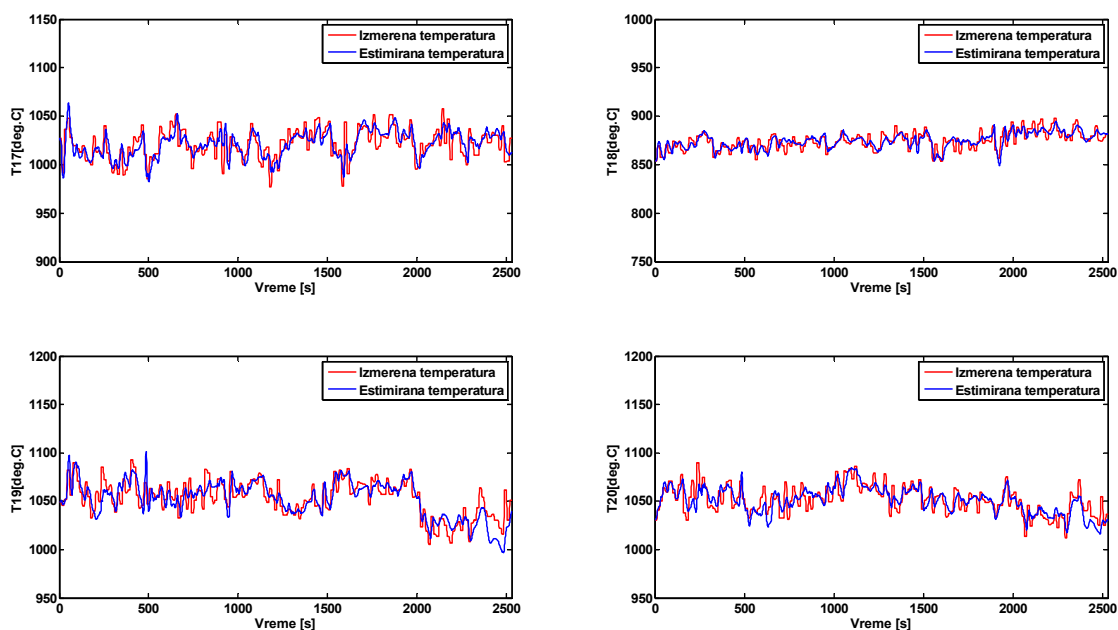 1150
1100
1050
1000
950
900
T17[deg.C]
Izmerena temperatura
Estimirana temperatura
0 500 1000 1500 2000 2500
Vreme [s]
1000
950
900
850
800
750
T18[deg.C]
Izmerena temperatura
Estimirana temperatura
0 500 1000 1500 2000 2500
Vreme [s]
1200
1150
1100
1050
1000
950
T19[deg.C]
Izmerena temperatura
Estimirana temperatura
0 500 1000 1500 2000 2500
Vreme [s]
1200
1150
1100
1050
1000
950
T20[deg.C]
Izmerena temperatura
Estimirana temperatura
0 500 1000 1500 2000 2500
Vreme [s]